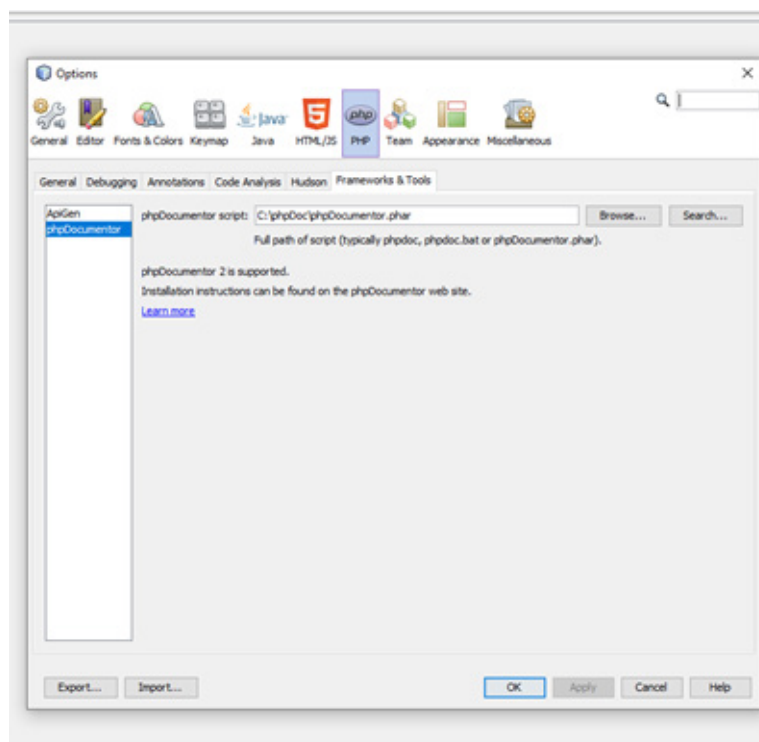 Options
General Editor Fonts & Colors Keymap Java HTML/JS PHP Team Appearance Miscellaneous
General Debugging Annotations Code Analysis Hudson Frameworks & Tools
ApiGen
phpDocumentor
phpDocumentor script: C:\phpDoc\phpDocumentor.phar Browse... Search...
Full path of script (typically phpdoc, phpdoc.bat or phpDocumentor.phar).
phpDocumentor 2 is supported.
Installation instructions can be found on the phpDocumentor web site.
Learn more
Export... Import... OK Apply Cancel Help